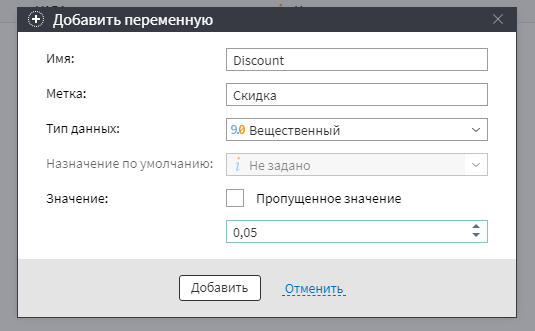 Добавить переменную
Имя: Discount
Метка: Скидка
Тип данных: 9.0 Вещественный
Назначение по умолчанию: i Не задано
Значение: Пропущенное значение
0,05
Добавить Отменить